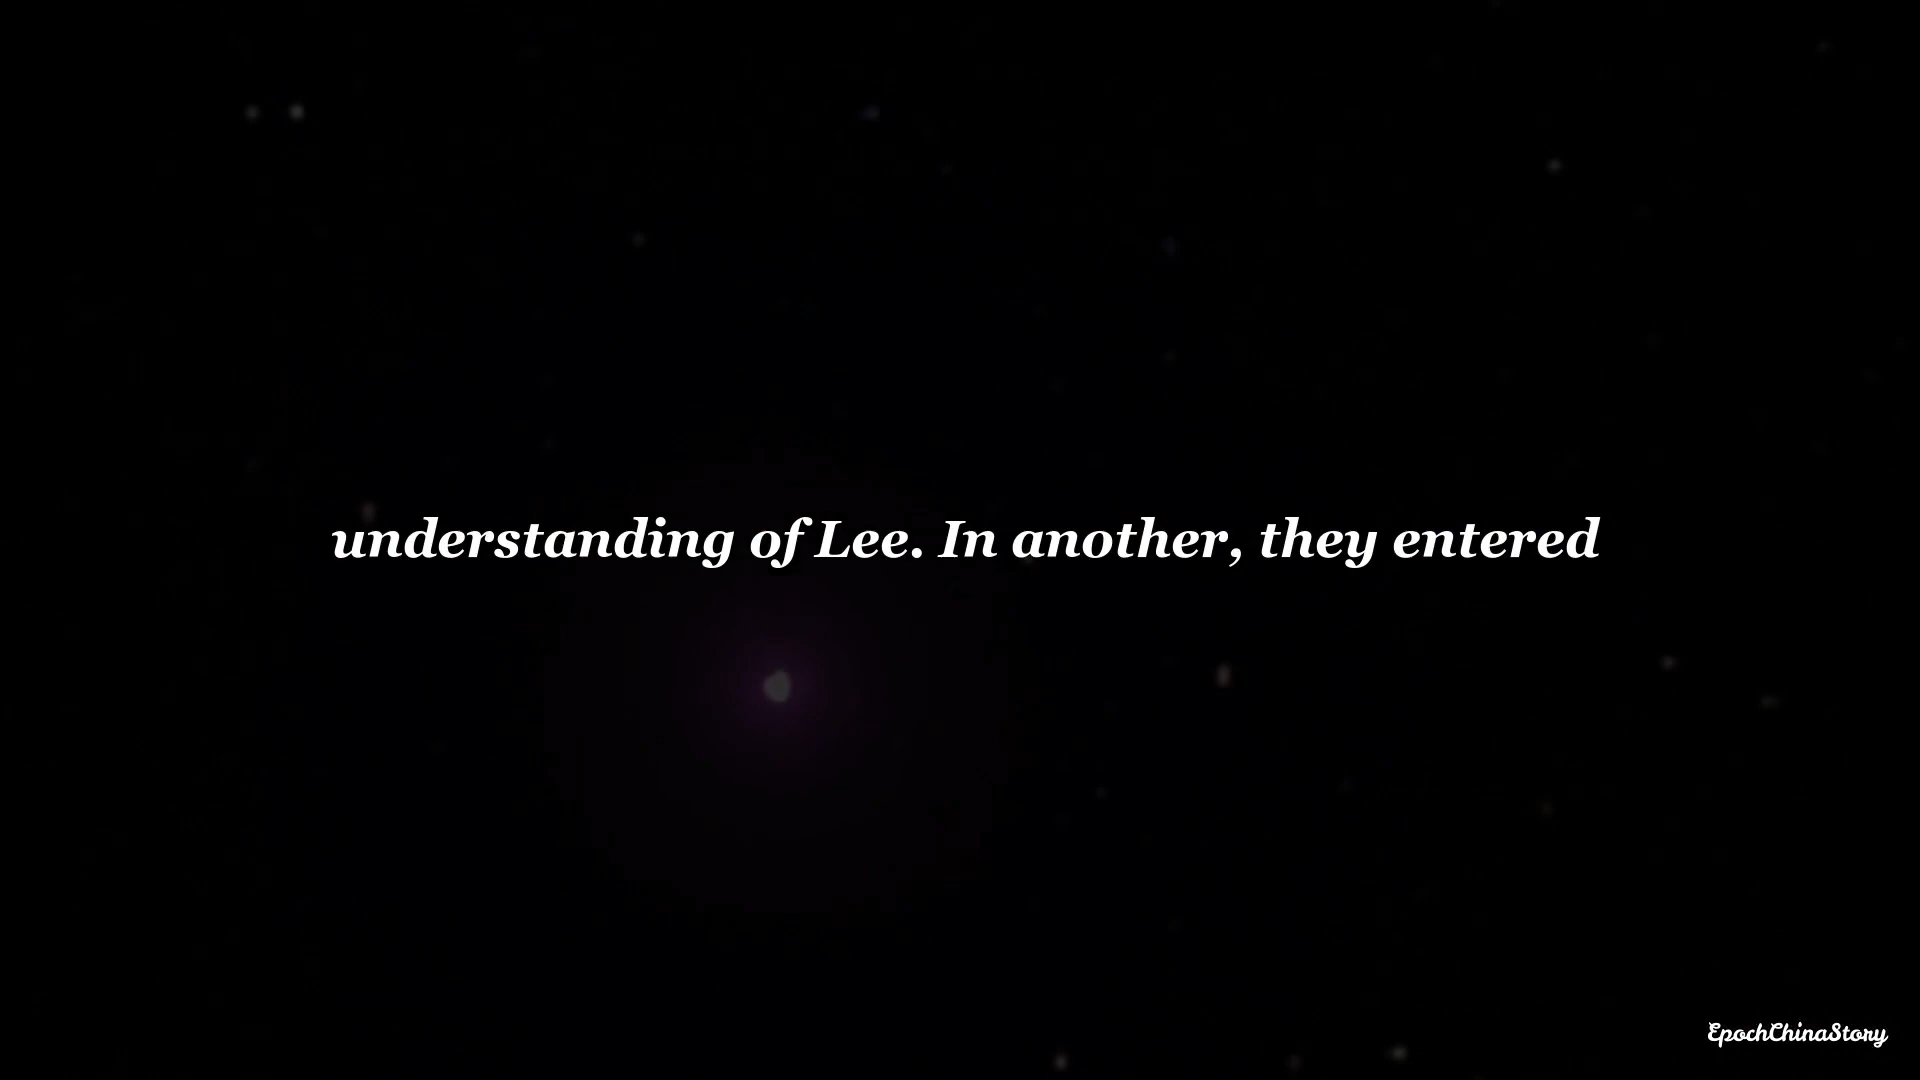 understanding of Lee. In another, they entered
EpochChinaStory